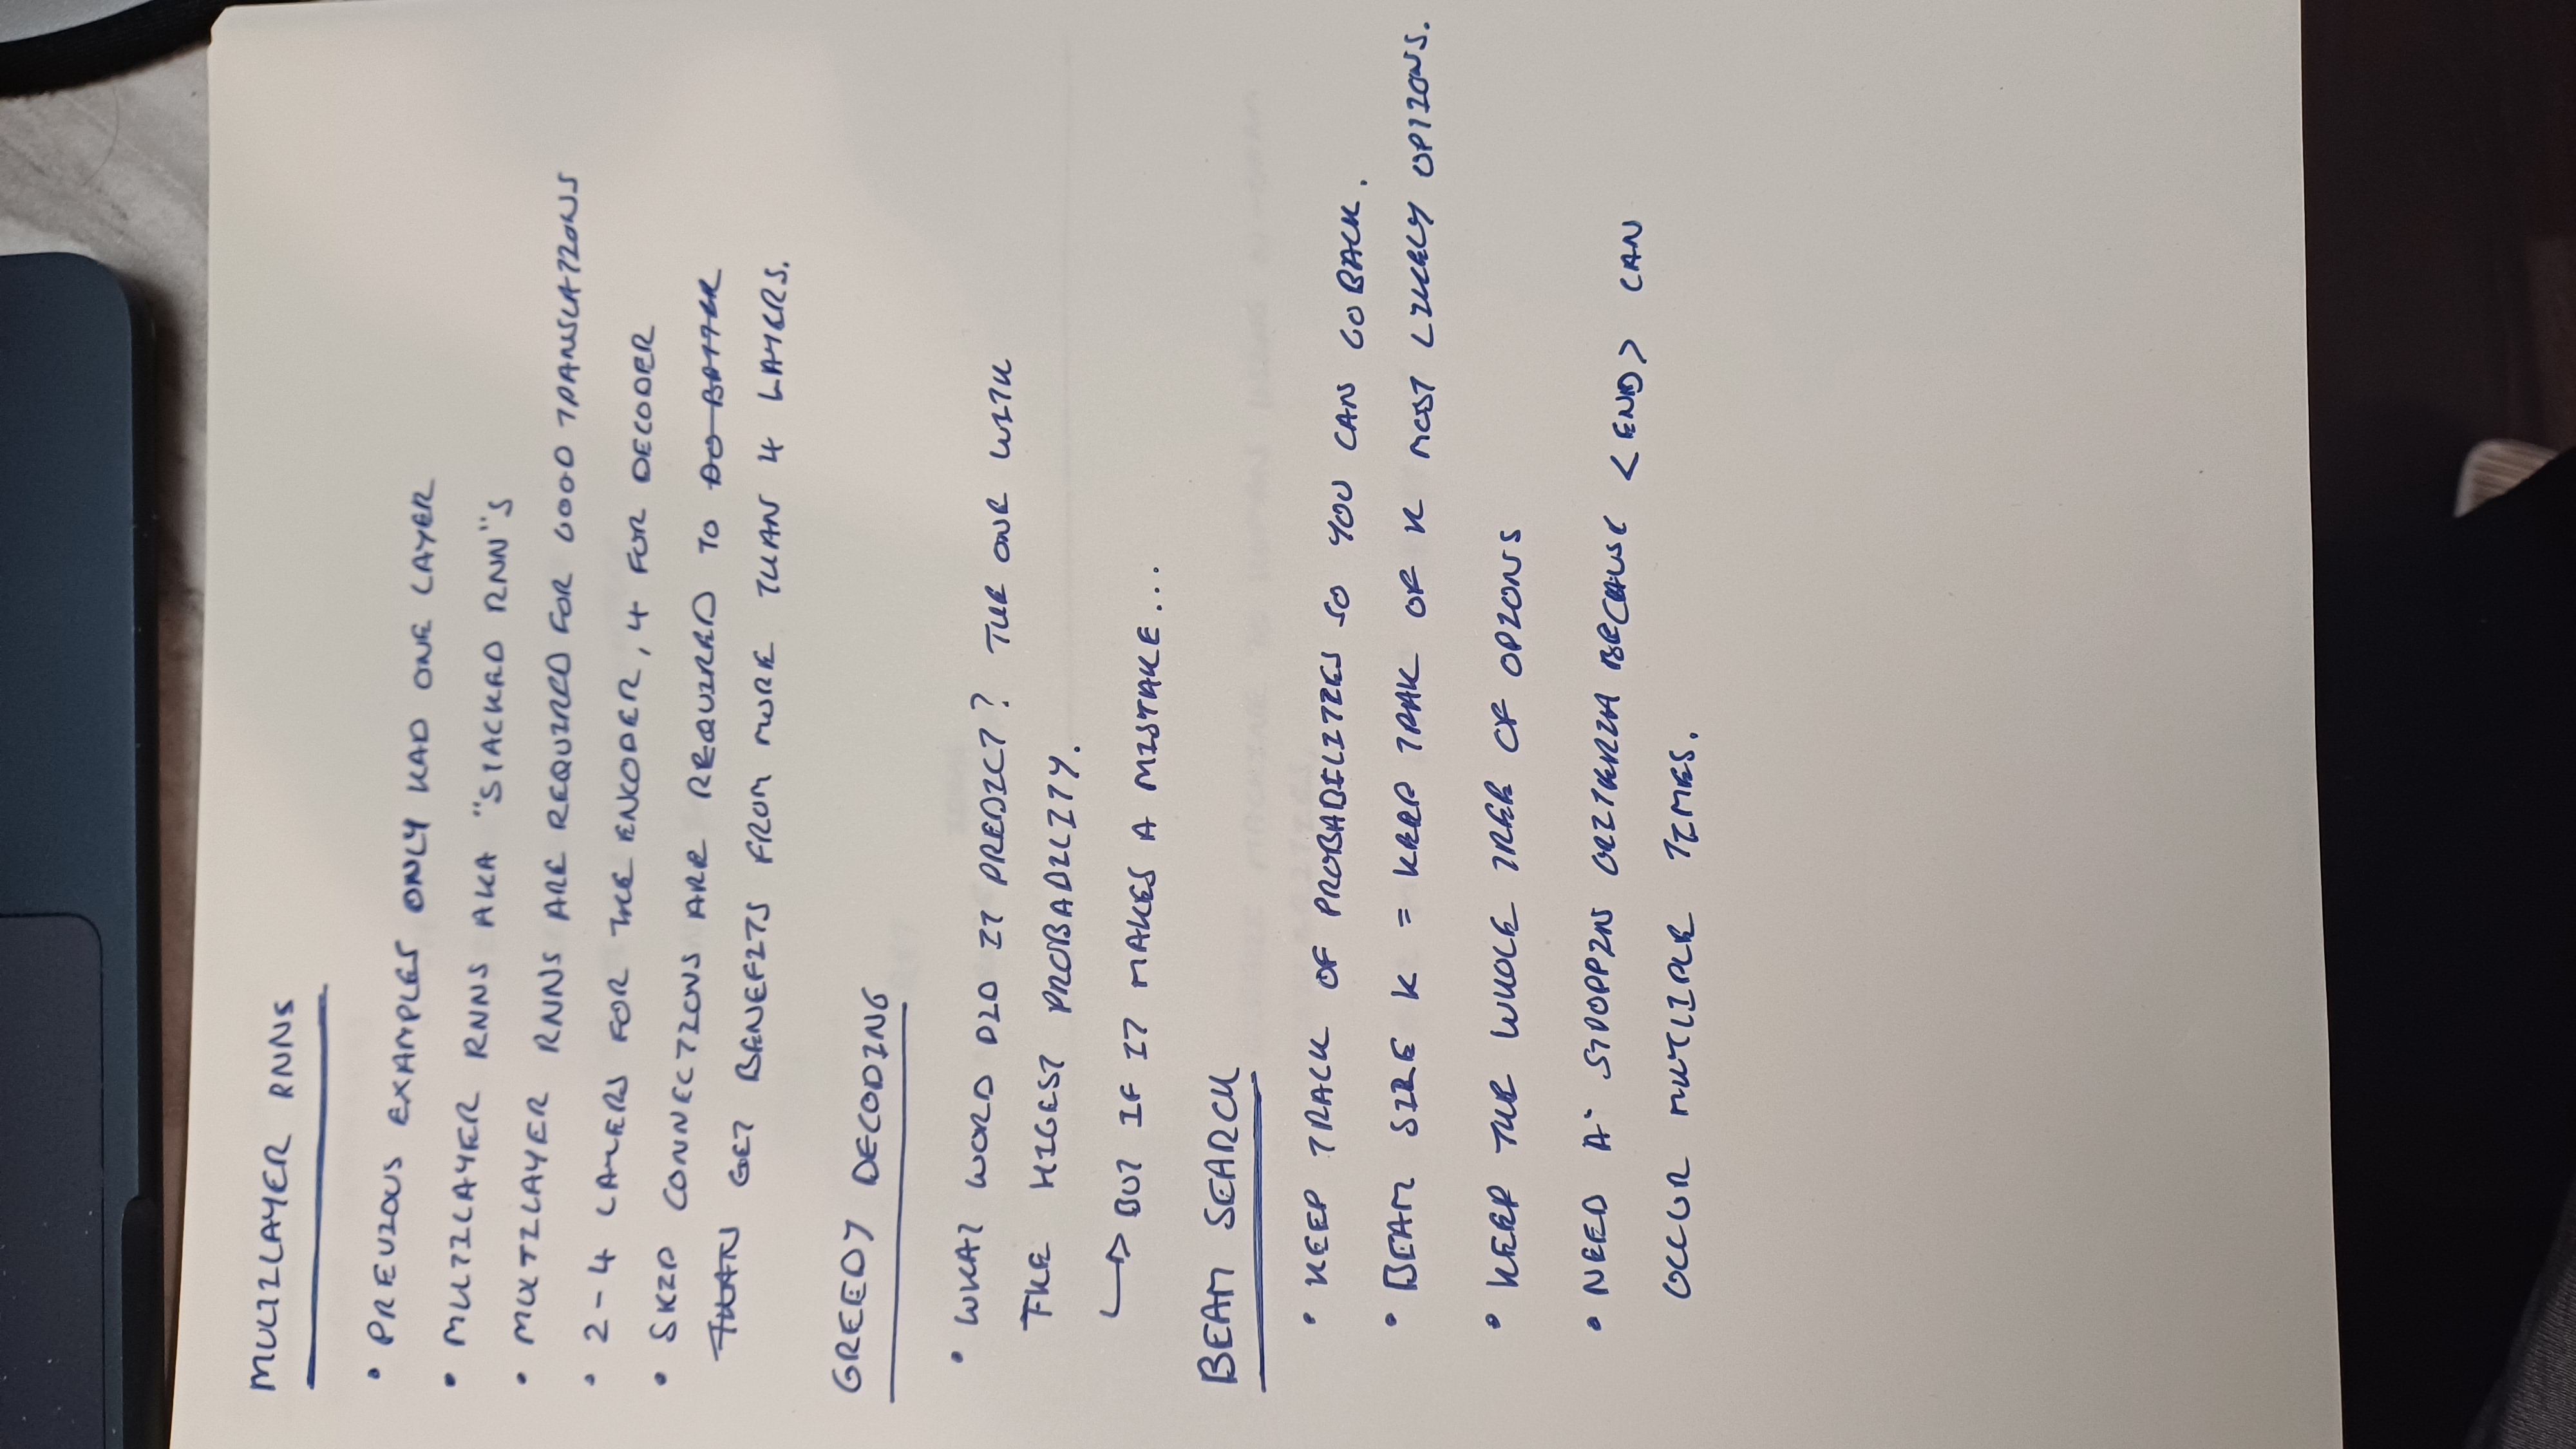 MULTILAYER RNNS
• PREVIOUS EXAMPLES ONLY HAD ONE LAYER
• MULTILAYER RNNS AKA "STACKED RNN"S
• MULTILAYER RNNS ARE REQUIRED FOR GOOD TRANSLATIONS
• 2-4 LAYERS FOR THE ENCODER, 4 FOR DECODER
• SKIP CONNECTIONS ARE REQUIRED TO DO BETTER
THAN GET BENEFITS FROM MORE THAN 4 LAYERS.
GREEDY DECODING
• WHAT WORD DID IT PREDICT? THE ONE WITH
THE HIGEST PROBABILITY.
↳ BUT IF IT MAKES A MISTAKE...
BEAM SEARCH
• KEEP TRACK OF PROBABILITIES SO YOU CAN GO BACK.
• BEAM SIZE K = KEEP TRAK OF K MOST LIKELY OPTIONS.
• KEEP THE WHOLE TREE OF OPIONS
• NEED A STPOPPIN CRITERIA BECAUSE <END> CAN
OCCUR MUTLIPLE TIMES.